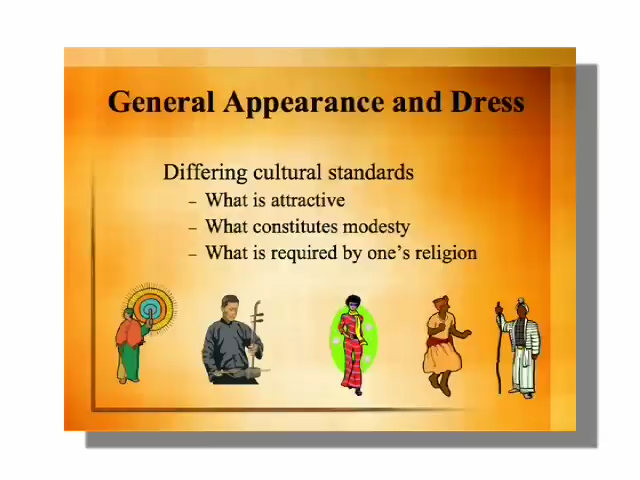 General Appearance and Dress
Differing cultural standards
– What is attractive
– What constitutes modesty
– What is required by one's religion